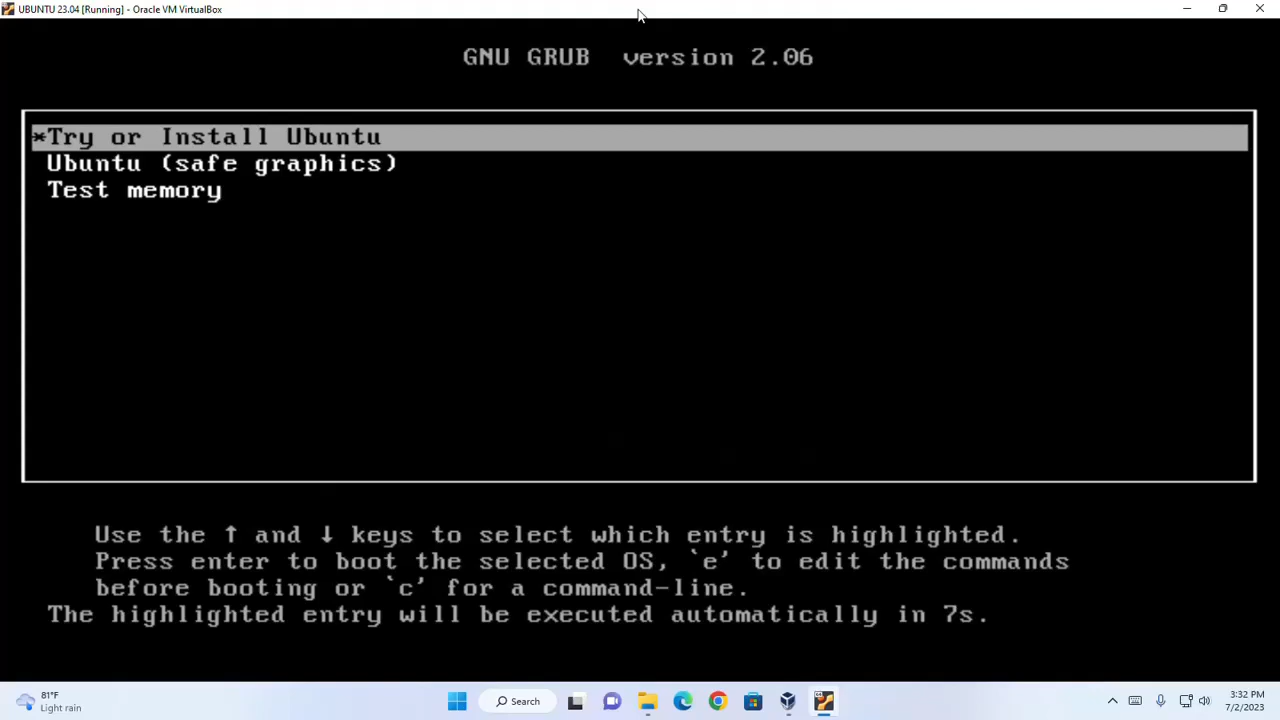 UBUNTU 23.04 [Running] - Oracle VM VirtualBox
GNU GRUB  version 2.06
*Try or Install Ubuntu
Ubuntu (safe graphics)
Test memory
Use the ↑ and ↓ keys to select which entry is highlighted.
Press enter to boot the selected OS, `e' to edit the commands
before booting or `c' for a command-line.
The highlighted entry will be executed automatically in 7s.
81°F
Light rain
Search
3:32 PM
7/2/2023